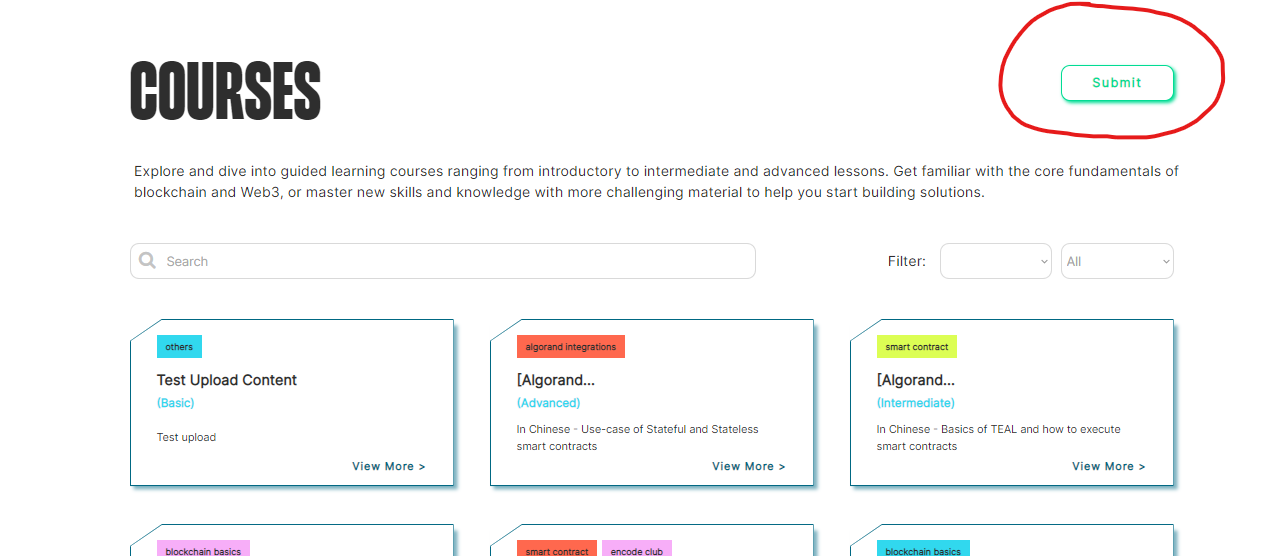 COURSES
Submit
Explore and dive into guided learning courses ranging from introductory to intermediate and advanced lessons. Get familiar with the core fundamentals of
blockchain and Web3, or master new skills and knowledge with more challenging material to help you start building solutions.
Search
Filter:
All
others
Test Upload Content
(Basic)
Test upload
View More >
algorand integrations
[Algorand...
(Advanced)
In Chinese - Use-case of Stateful and Stateless
smart contracts
View More >
smart contract
[Algorand...
(Intermediate)
In Chinese - Basics of TEAL and how to execute
smart contracts
View More >
blockchain basics
smart contract encode club
blockchain basics